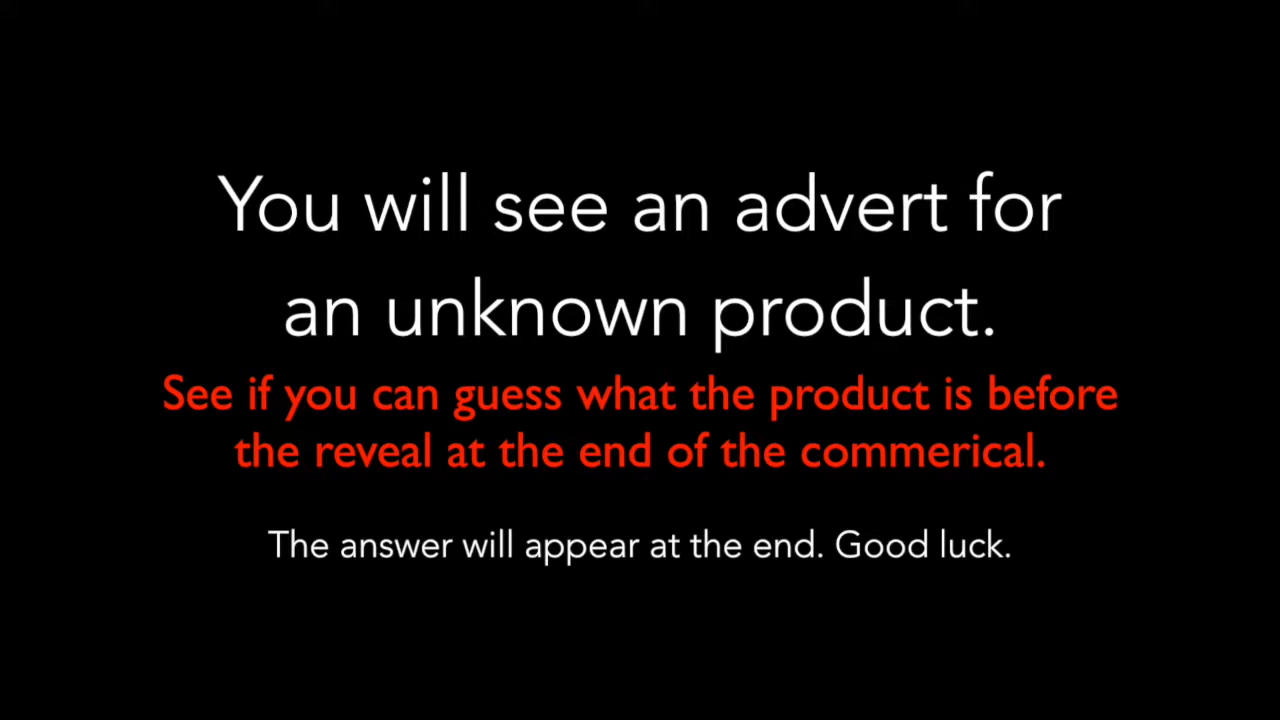 You will see an advert for
an unknown product.
See if you can guess what the product is before
the reveal at the end of the commerical.
The answer will appear at the end. Good luck.